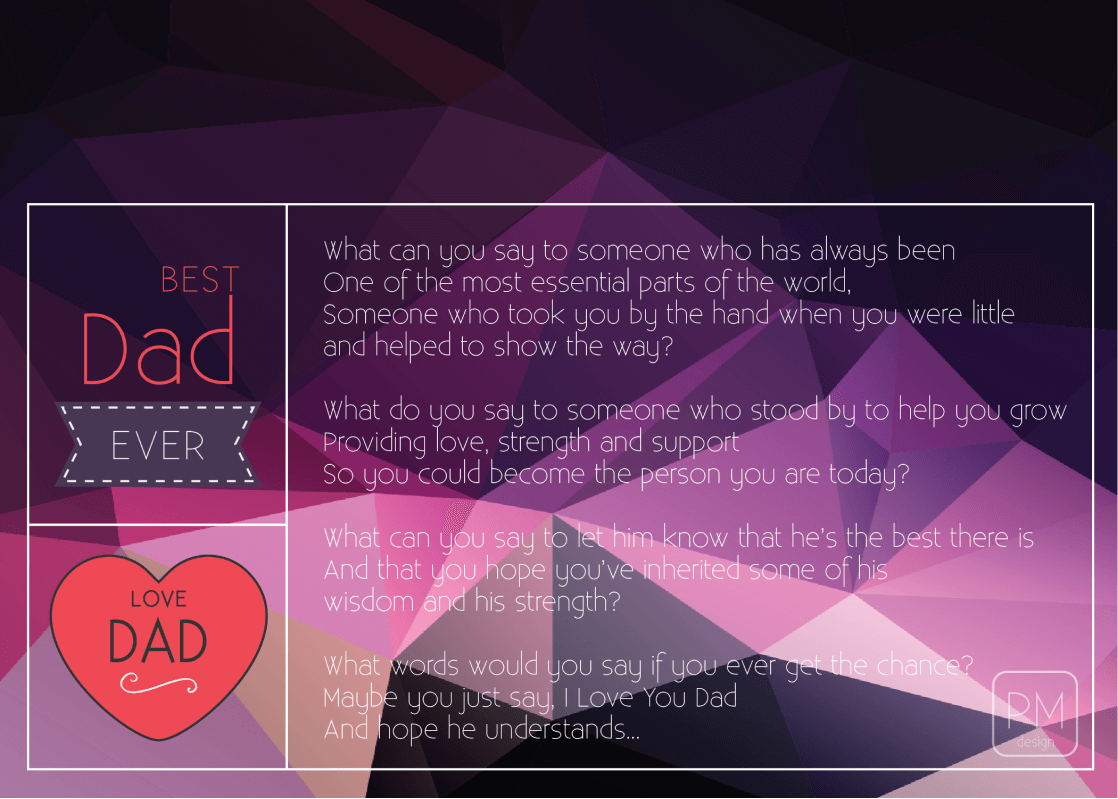 BEST
Dad
EVER
LOVE
DAD
What can you say to someone who has always been
One of the most essential parts of the world,
Someone who took you by the hand when you were little
and helped to show the way?
What do you say to someone who stood by to help you grow
Providing love, strength and support
So you could become the person you are today?
What can you say to let him know that he's the best there is
And that you hope you've inherited some of his
wisdom and his strength?
What words would you say if you ever get the chance?
Maybe you just say, I Love You Dad
And hope he understands...
PM
design